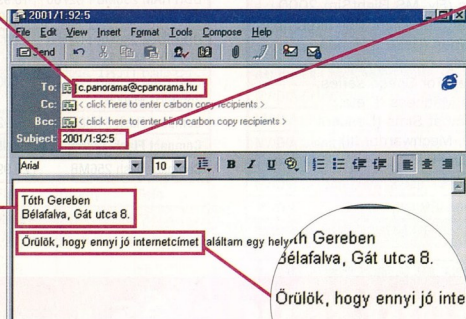 2001/1:92:5
File Edit View Insert Format Tools Compose Help
Send
To: c.panorama@cpanorama.hu
Cc: < click here to enter carbon copy recipients >
Bcc: < click here to enter blind carbon copy recipients >
Subject: 2001/1:92:5
Arial 10 B I U
Tóth Gereben
Bélafalva, Gát utca 8.
Örülök, hogy ennyi jó internetcímet találtam egy hely
th Gereben
Bélafalva, Gát utca 8.
Örülök, hogy ennyi jó inte